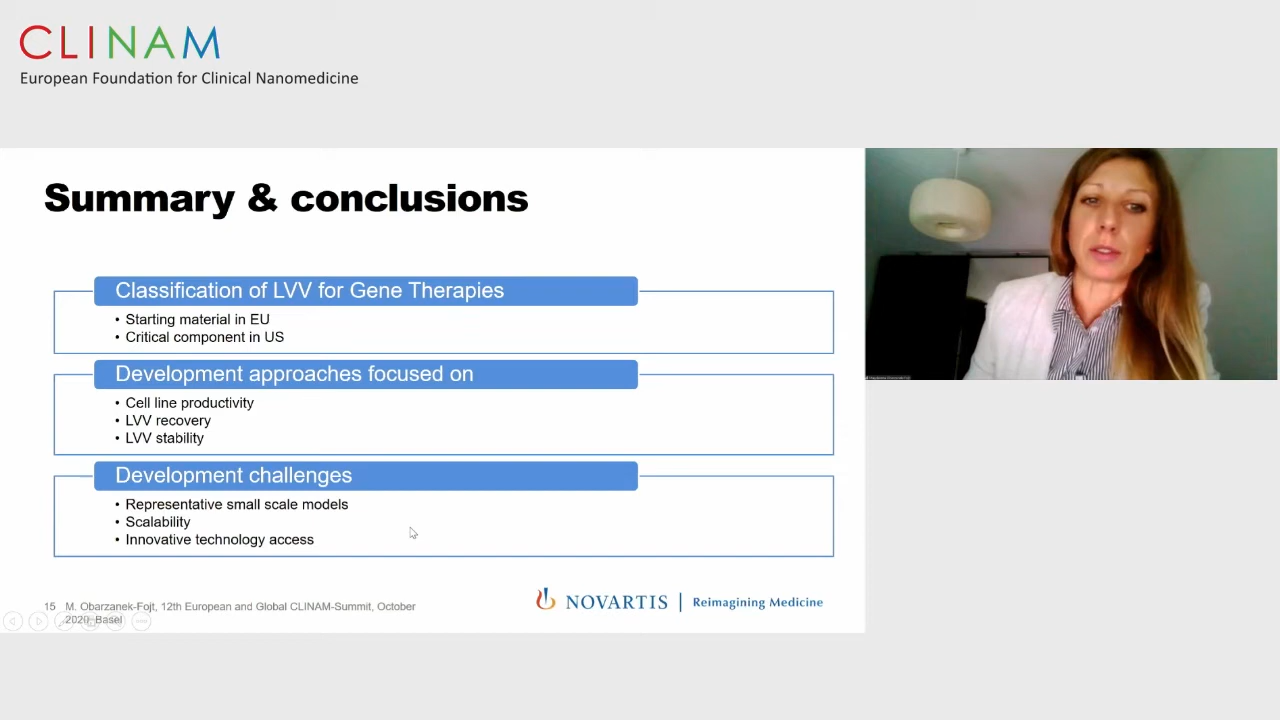 CLINAM
European Foundation for Clinical Nanomedicine
Summary & conclusions
Classification of LVV for Gene Therapies
• Starting material in EU
• Critical component in US
Development approaches focused on
• Cell line productivity
• LVV recovery
• LVV stability
Development challenges
• Representative small scale models
• Scalability
• Innovative technology access
15 M. Obarzanek-Fojt, 12th European and Global CLINAM-Summit, October
2020, Basel
NOVARTIS | Reimagining Medicine